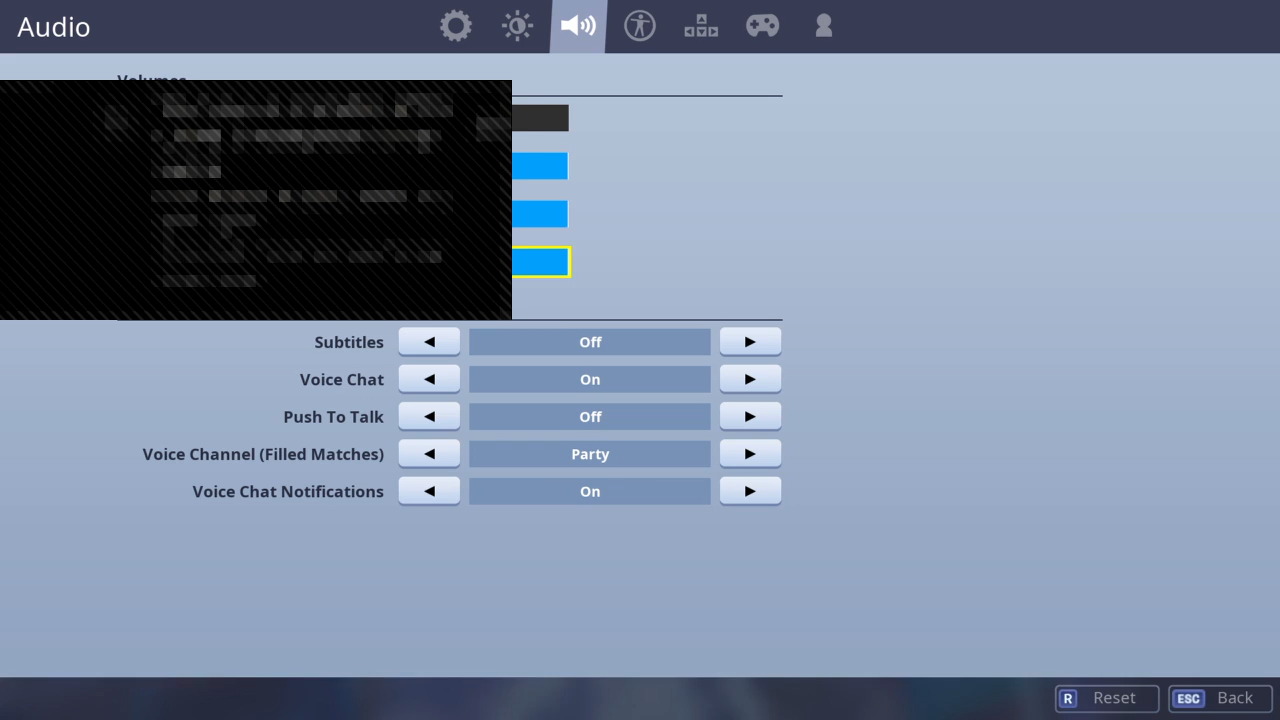 Audio
Volumes
Subtitles ◄ Off ►
Voice Chat ◄ On ►
Push To Talk ◄ Off ►
Voice Channel (Filled Matches) ◄ Party ►
Voice Chat Notifications ◄ On ►
R Reset ESC Back